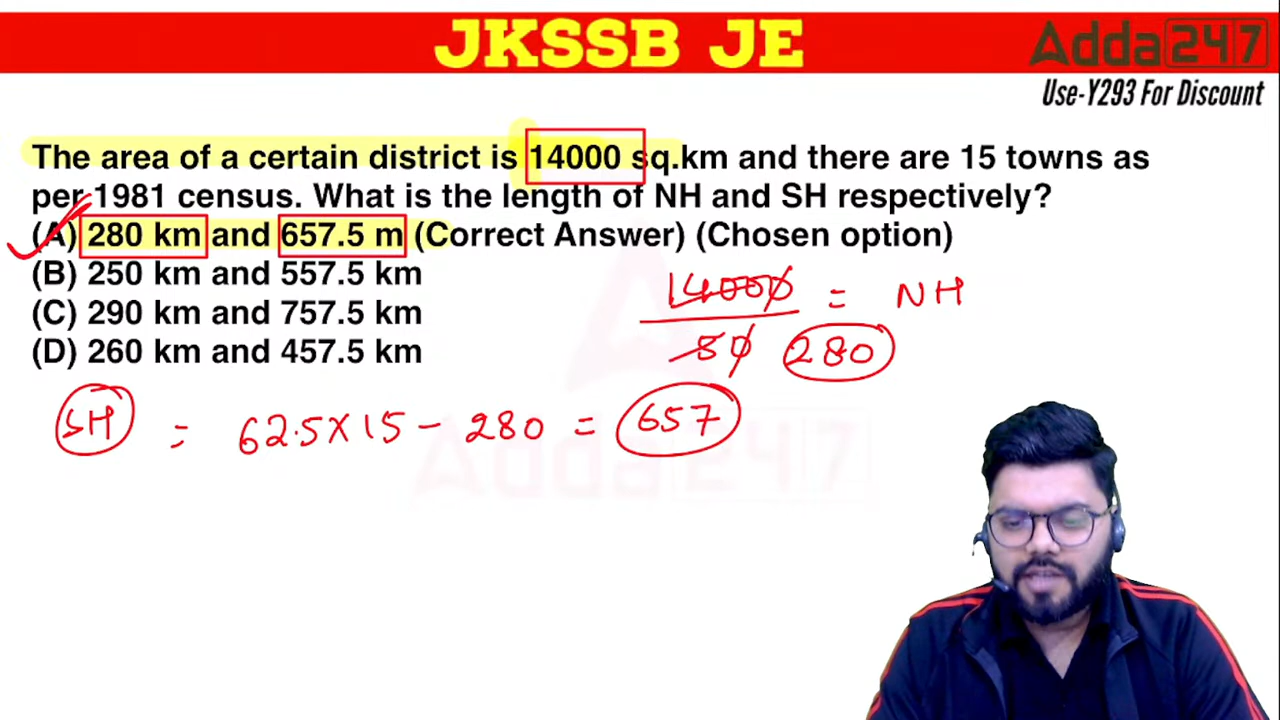 JKSSB JE
Adda247
Use-Y293 For Discount
The area of a certain district is 14000 sq.km and there are 15 towns as
per 1981 census. What is the length of NH and SH respectively?
(A) 280 km and 657.5 m (Correct Answer) (Chosen option)
(B) 250 km and 557.5 km
(C) 290 km and 757.5 km
(D) 260 km and 457.5 km
14000 = NH
50 280
SH = 62.5 × 15 - 280 = 657
Adda247